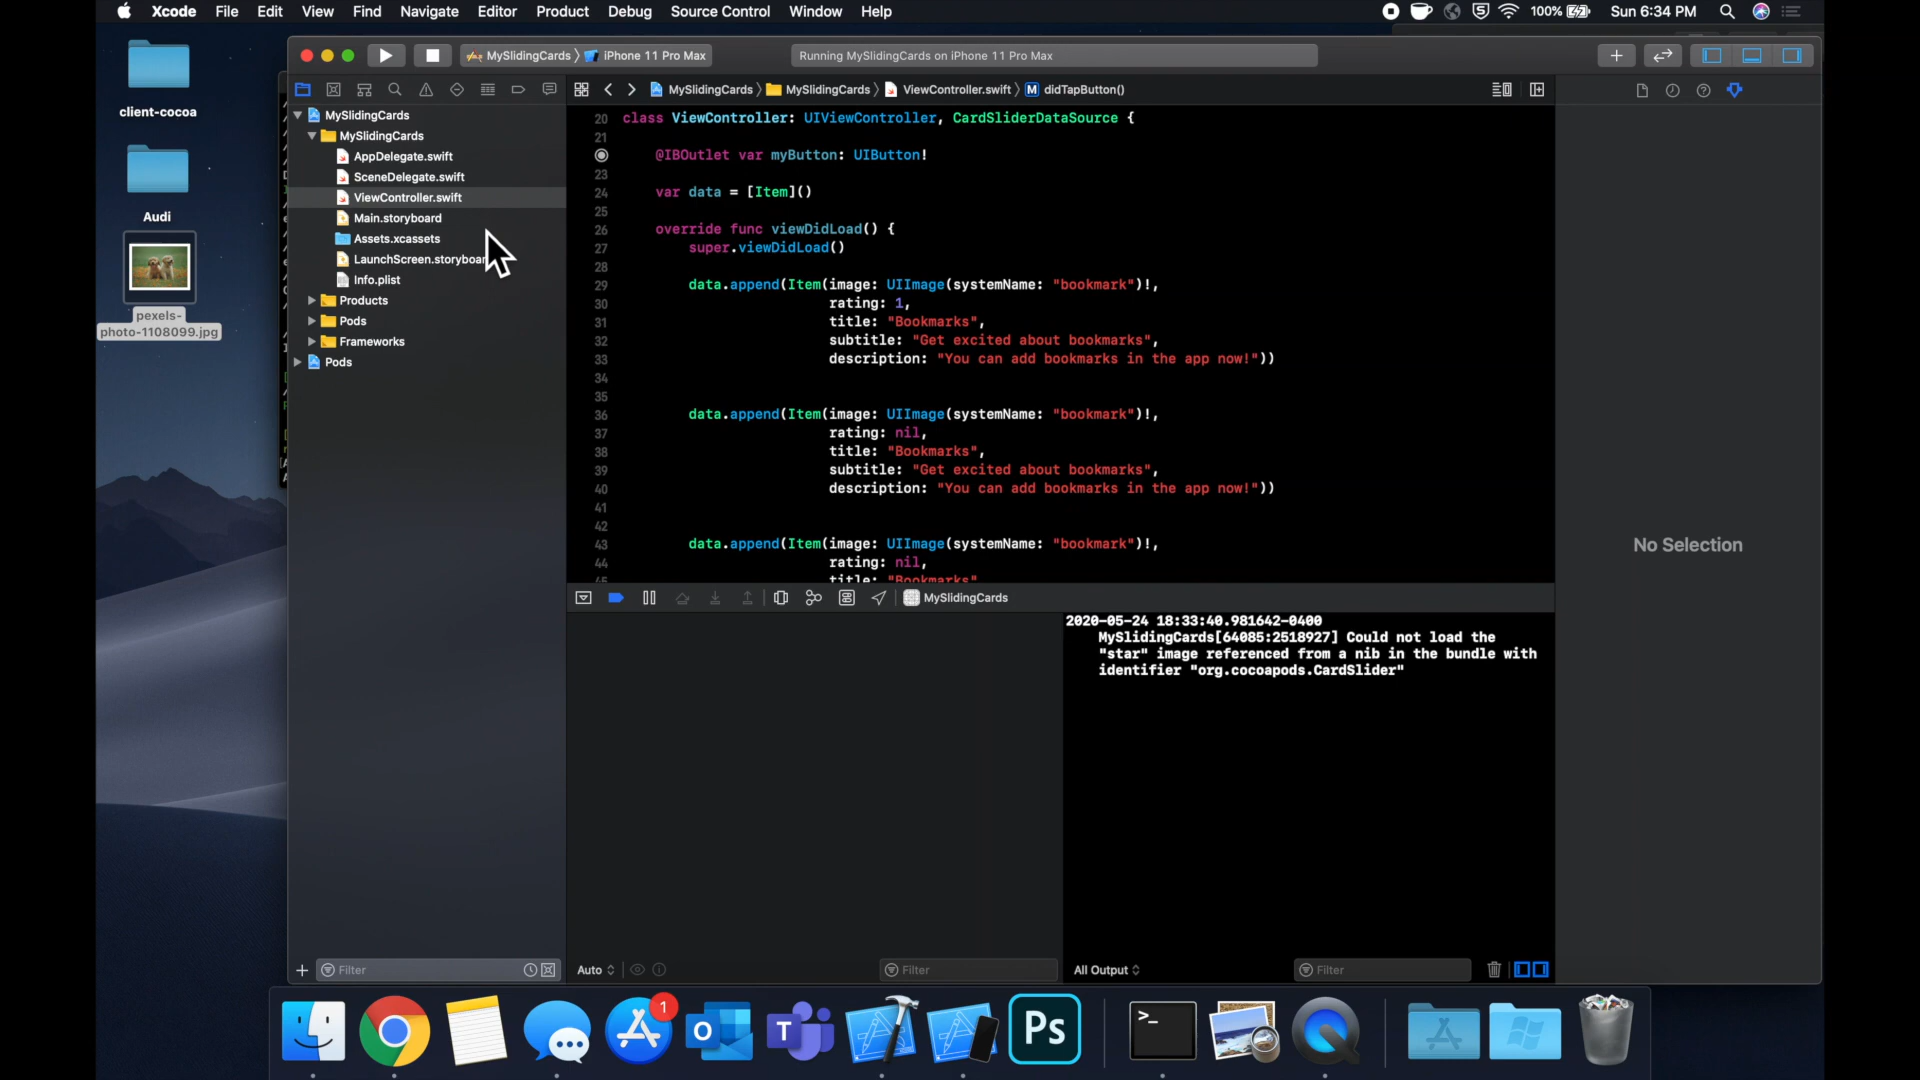 Xcode File Edit View Find Navigate Editor Product Debug Source Control Window Help
100% Sun 6:34 PM
client-cocoa
Audi
pexels-
photo-1108099.jpg
MySlidingCards iPhone 11 Pro Max
Running MySlidingCards on iPhone 11 Pro Max
MySlidingCards
MySlidingCards
AppDelegate.swift
SceneDelegate.swift
ViewController.swift
Main.storyboard
Assets.xcassets
LaunchScreen.storyboar
Info.plist
Products
Pods
Frameworks
Pods
Filter
MySlidingCards MySlidingCards ViewController.swift M didTapButton()
20 class ViewController: UIViewController, CardSliderDataSource {
21
@IBOutlet var myButton: UIButton!
23
24 var data = [Item]()
25
26 override func viewDidLoad() {
27 super.viewDidLoad()
28
29 data.append(Item(image: UIImage(systemName: "bookmark")!,
30 rating: 1,
31 title: "Bookmarks",
32 subtitle: "Get excited about bookmarks",
33 description: "You can add bookmarks in the app now!"))
34
35
36 data.append(Item(image: UIImage(systemName: "bookmark")!,
37 rating: nil,
38 title: "Bookmarks",
39 subtitle: "Get excited about bookmarks",
40 description: "You can add bookmarks in the app now!"))
41
42
43 data.append(Item(image: UIImage(systemName: "bookmark")!,
44 rating: nil,
45 title: "Bookmarks"
MySlidingCards
2020-05-24 18:33:40.981642-0400
MySlidingCards[64085:2518927] Could not load the
"star" image referenced from a nib in the bundle with
identifier "org.cocoapods.CardSlider"
Auto
Filter
All Output
Filter
No Selection
1
O
T
Ps
>_